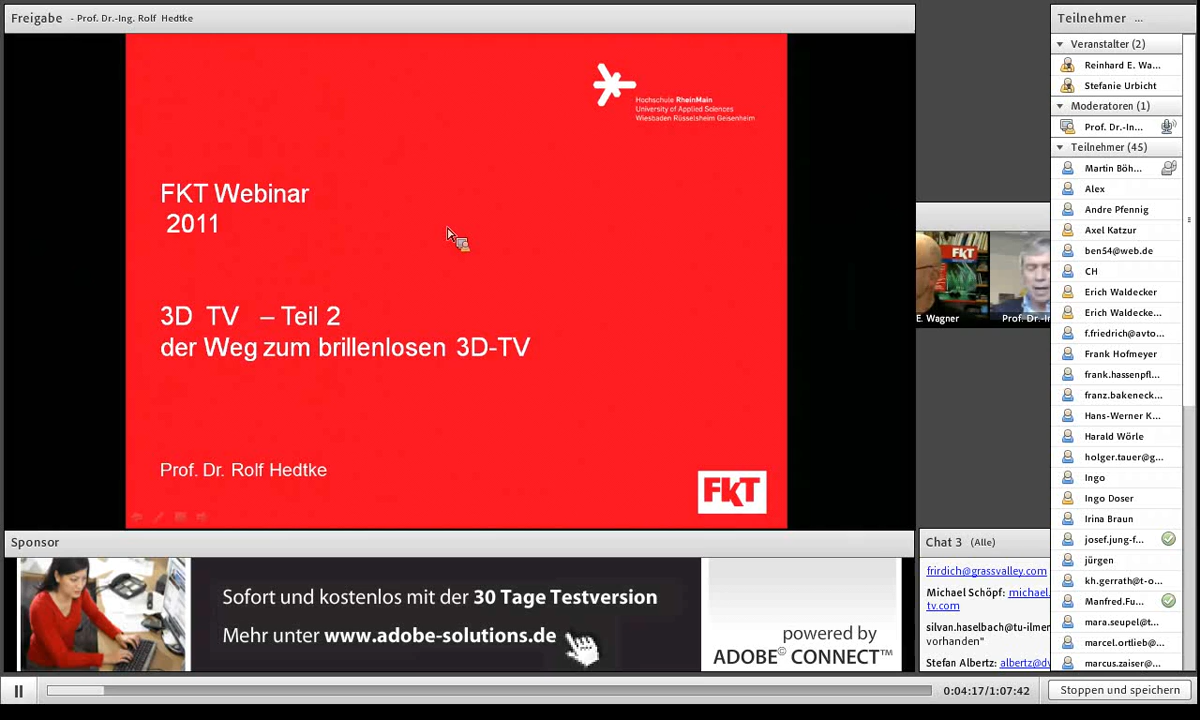 Freigabe - Prof. Dr.-Ing. Rolf Hedtke
Hochschule RheinMain
University of Applied Sciences
Wiesbaden Rüsselsheim Geisenheim
FKT Webinar
2011
3D TV – Teil 2
der Weg zum brillenlosen 3D-TV
Prof. Dr. Rolf Hedtke
FKT
FKT
E. Wagner
Prof. Dr.-In
Sponsor
Sofort und kostenlos mit der 30 Tage Testversion
Mehr unter www.adobe-solutions.de
powered by
ADOBE© CONNECT™
Chat 3 (Alle)
frirdich@grassvalley.com
Michael Schöpf: michael.
tv.com
silvan.haselbach@tu-ilmer
vorhanden"
Stefan Albertz: albertz@dv
Teilnehmer ...
Veranstalter (2)
Reinhard E. Wa...
Stefanie Urbicht
Moderatoren (1)
Prof. Dr.-In...
Teilnehmer (45)
Martin Böh...
Alex
Andre Pfennig
Axel Katzur
ben54@web.de
CH
Erich Waldecker
Erich Waldecke...
f.friedrich@avto...
Frank Hofmeyer
frank.hassenpfl...
franz.bakeneck...
Hans-Werner K...
Harald Wörle
holger.tauer@g...
Ingo
Ingo Doser
Irina Braun
josef.jung-f...
jürgen
kh.gerrath@t-o...
Manfred.Fu...
mara.seupel@t...
marcel.ortlieb@...
marcus.zaiser@...
0:04:17/1:07:42
Stoppen und speichern